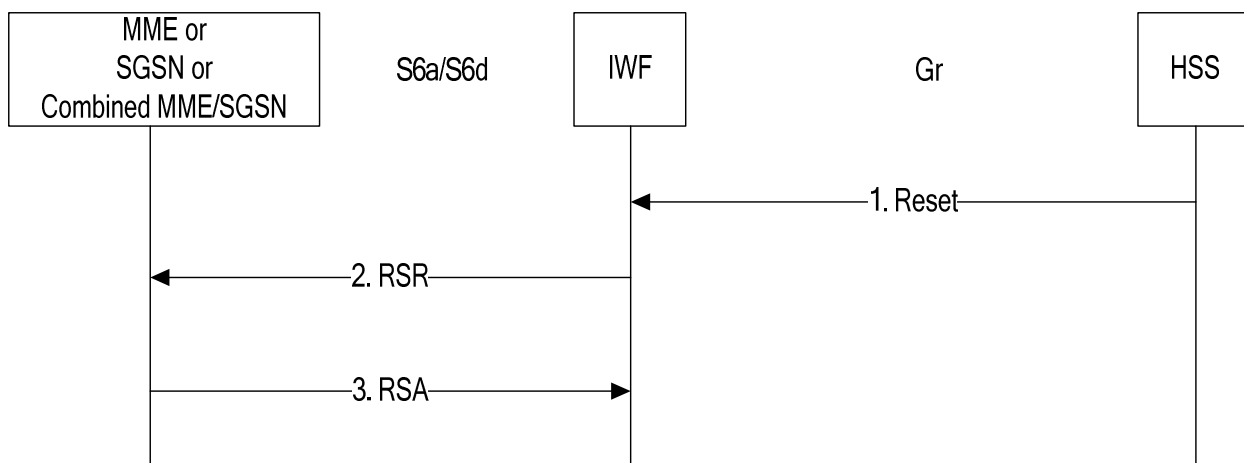 MME or
SGSN or
Combined MME/SGSN
S6a/S6d
IWF
Gr
HSS
1. Reset
2. RSR
3. RSA